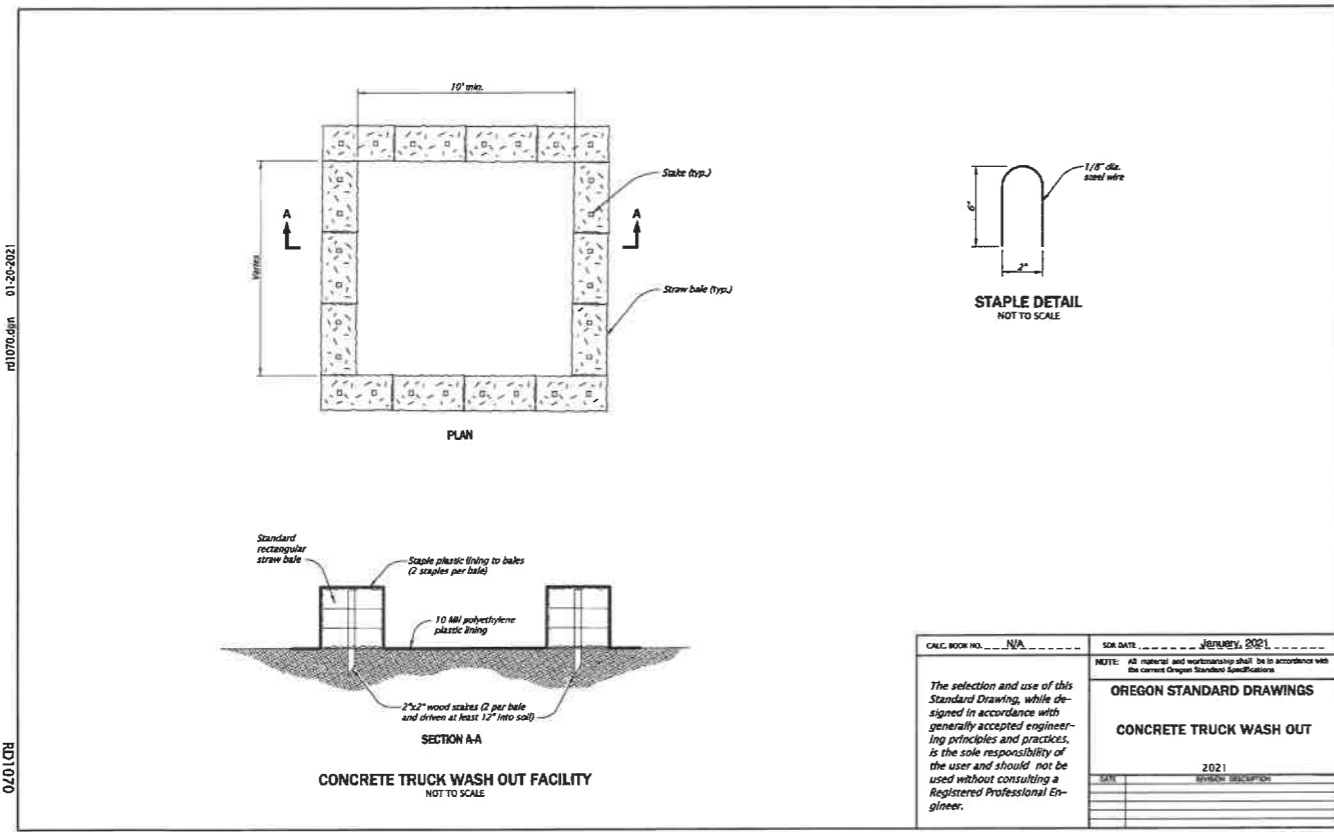 10' min.
Stake (typ.)
A
A
Varies
Straw bale (typ.)
PLAN
1/8" dia.
steel wire
6"
2"
STAPLE DETAIL
NOT TO SCALE
Standard
rectangular
straw bale
Staple plastic lining to bales
(2 staples per bale)
10 Mil polyethylene
plastic lining
2"x2" wood stakes (2 per bale
and driven at least 12" into soil)
SECTION A-A
CONCRETE TRUCK WASH OUT FACILITY
NOT TO SCALE
rd1070.dgn 01-20-2021
RD1070
CALC. BOOK NO. N/A
SDR DATE January, 2021
NOTE: All material and workmanship shall be in accordance with
the current Oregon Standard Specifications
The selection and use of this
Standard Drawing, while de-
signed in accordance with
generally accepted engineer-
ing principles and practices,
is the sole responsibility of
the user and should not be
used without consulting a
Registered Professional En-
gineer.
OREGON STANDARD DRAWINGS
CONCRETE TRUCK WASH OUT
2021
DATE REVISION DESCRIPTION